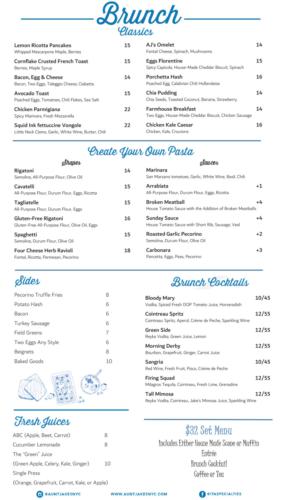 Brunch
Classics
Lemon Ricotta Pancakes 15
Whipped Mascarpone Maple, Berries
Cornflake Crusted French Toast 15
Berries, Maple Syrup
Bacon, Egg & Cheese 14
Bacon, Two Eggs, Taleggio Cheese, Ciabatta
Avocado Toast 15
Poached Eggs, Tomatoes, Chili Flakes, Sea Salt
Chicken Parmigiana 22
Spicy Marinara, Fresh Mozzarella
Squid Ink fettuccine Vongole 22
Little Neck Clams, Garlic, White Wine, Butter, Chili
AJ's Omelet 14
Fontal Cheese, Spinach, Mushrooms
Eggs Florentine 15
Spicy Capicola, House-Made Cheddar Biscuit, Spinach
Porchetta Hash 16
Poached Egg, Calabrian Chili Hollandaise
Chia Pudding 14
Chia Seeds, Toasted Coconut, Banana, Strawberry
Farmhouse Breakfast 14
Two Eggs, House-Made Cheddar Biscuit, Chicken Sausage
Chicken Kale Caesar 16
Chicken, Kale, Croutons
Create Your Own Pasta
Shapes
Rigatoni 14
Semolina, All-Purpose Flour, Olive Oil
Cavatelli 15
All-Purpose Flour, Durum Flour, Eggs, Ricotta
Tagliatelle 15
All-Purpose Flour, Durum Flour, Eggs
Gluten-Free Rigatoni 16
Gluten-Free All-Purpose Flour, Olive Oil, Eggs
Spaghetti 15
Semolina, Durum Flour, Olive Oil
Four Cheese Herb Ravioli 18
Fontal, Ricotta, Parmesan, Pecorino
Sauces
Marinara
San Marzano tomatoes, Garlic, White Wine, Basil, Chili
Arrabiata +1
All-Purpose Flour, Durum Flour, Eggs, Ricotta
Broken Meatball +4
House Tomato Sauce with the Addition of Broken Meatballs
Sunday Sauce +4
House Tomato Sauce with Short Rib, Sausage, Veal
Roasted Garlic Pecorino +2
Semolina, Durum Flour, Olive Oil
Carbonara +3
Pancetta, Eggs, Peas, Pecorino
Sides
Pecorino Truffle Fries 8
Potato Hash 6
Bacon 6
Turkey Sausage 6
Field Greens 7
Two Eggs Any Style 6
Beignets 8
Baked Goods 10
Brunch Cocktails
Bloody Mary 10/45
Vodka, Spiced Fresh DOP Tomato Juice, Horseradish
Cointreau Spritz 12/55
Cointreau Spritz, Aperol, Crème de Peche, Sparkling Wine
Green Side 12/55
Reyka Vodka, Green Juice, Lemon
Morning Derby 12/55
Bourbon, Grapefruit, Ginger, Carrot Juice
Sangria 10/45
Red Wine, Fresh Fruit, Pisco, Crème de Peche
Firing Squad 12/55
Milagros Tequila, Cointreau, Fresh Lime, Grenadine
Tall Mimosa 12/55
Reyka Vodka, Cointreau, Jake's Mimosa Juice, Sparkling Wine
Fresh Juices
ABC (Apple, Beet, Carrot) 8
Cucumber Lemonade 8
The "Green" Juice
(Green Apple, Celery, Kale, Ginger) 10
Single Press
(Orange, Grapefruit, Carrot, Kale, or Apple)
$32 Set Menu
Includes Either House Made Scone or Muffin
Entrée
Brunch Cocktail
Coffee or Tea
@AUNTJAKESNYC
WWW.AUNTJAKESNYC.COM